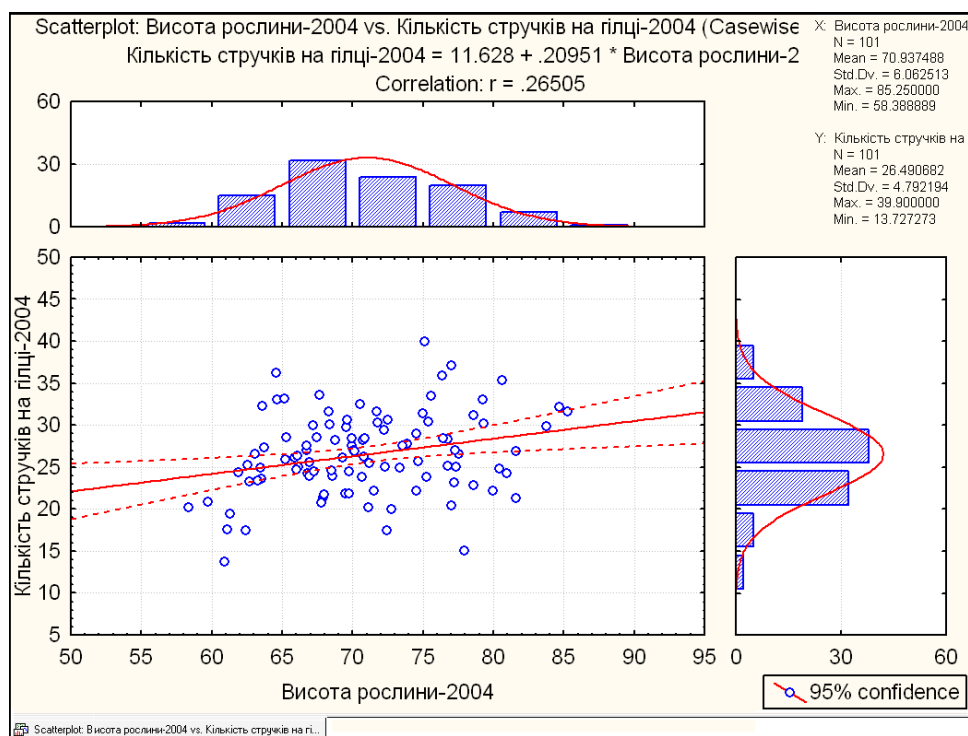 Scatterplot: Висота рослини-2004 vs. Кількість стручків на гілці-2004 (Casewise
Кількість стручків на гілці-2004 = 11.628 + .20951 * Висота рослини-2
Correlation: r = .26505
X: Висота рослини-2004
N = 101
Mean = 70.937488
Std.Dv. = 6.062513
Max. = 85.250000
Min. = 58.388889
Y: Кількість стручків на
N = 101
Mean = 26.490682
Std.Dv. = 4.792194
Max. = 39.900000
Min. = 13.727273
60
30
0
50
45
40
35
30
25
20
15
10
5
Кількість стручків на гілці-2004
50 55 60 65 70 75 80 85 90 95
Висота рослини-2004
0 30 60
95% confidence
Scatterplot: Висота рослини-2004 vs. Кількість стручків на гі...